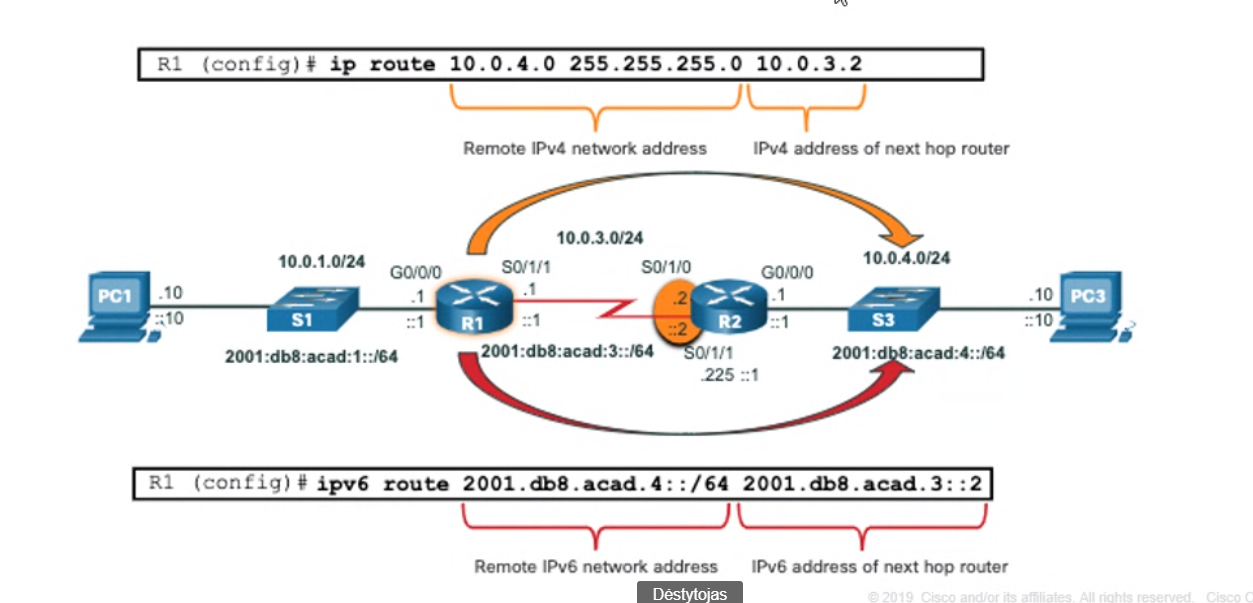 R1 (config)# ip route 10.0.4.0 255.255.255.0 10.0.3.2
Remote IPv4 network address
IPv4 address of next hop router
10.0.3.0/24
10.0.1.0/24
10.0.4.0/24
G0/0/0
S0/1/1
S0/1/0
G0/0/0
PC1
.10
::10
S1
.1
::1
R1
.1
::1
.2
::2
R2
.1
::1
S3
.10
::10
PC3
2001:db8:acad:1::/64
2001:db8:acad:3::/64
S0/1/1
.225 ::1
2001:db8:acad:4::/64
R1 (config)# ipv6 route 2001.db8.acad.4::/64 2001.db8.acad.3::2
Remote IPv6 network address
IPv6 address of next hop router
Dėstytojas
© 2019 Cisco and/or its affiliates. All rights reserved. Cisco C